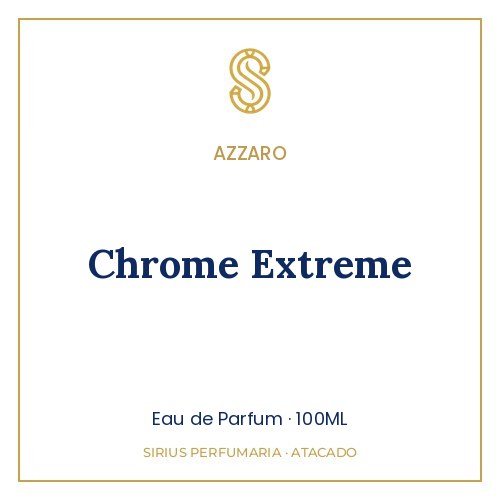 AZZARO
Chrome Extreme
Eau de Parfum · 100ML
SIRIUS PERFUMARIA · ATACADO